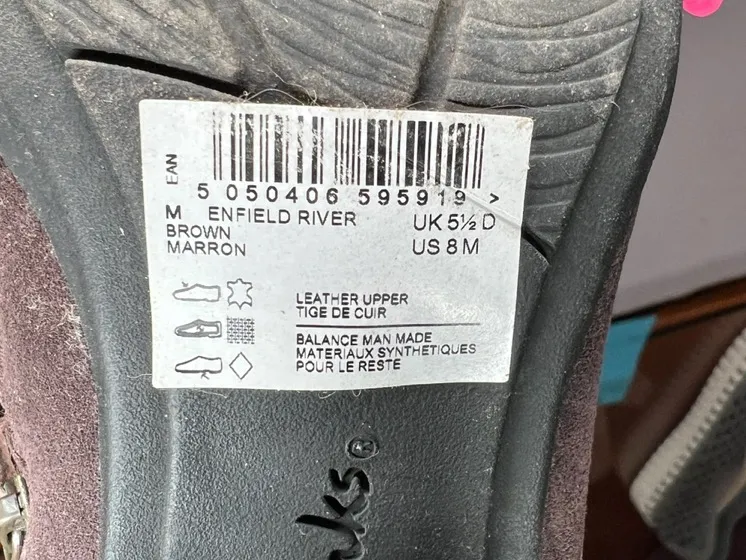 EAN
5 050406 595919 >
M ENFIELD RIVER UK 5½ D
BROWN
MARRON US 8 M
LEATHER UPPER
TIGE DE CUIR
BALANCE MAN MADE
MATERIAUX SYNTHETIQUES
POUR LE RESTE